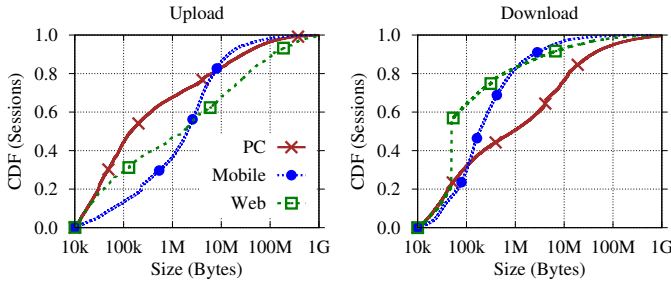 Upload
CDF (Sessions)
1.0
0.8
0.6
0.4
0.2
0.0
PC
Mobile
Web
10k 100k 1M 10M 100M 1G
Size (Bytes)
Download
CDF (Sessions)
1.0
0.8
0.6
0.4
0.2
0.0
10k 100k 1M 10M 100M 1G
Size (Bytes)